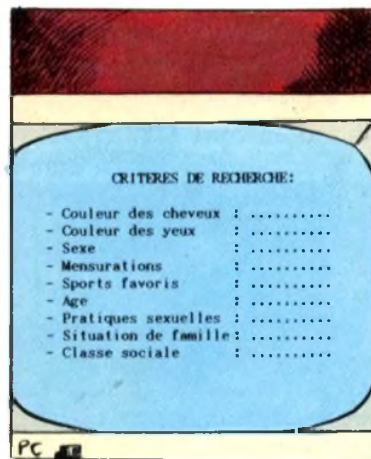 CRITERES DE RECHERCHE:
- Couleur des cheveux : ..........
- Couleur des yeux : ..........
- Sexe : ..........
- Mensurations : ..........
- Sports favoris : ..........
- Age : ..........
- Pratiques sexuelles : ..........
- Situation de famille : ..........
- Classe sociale : ..........
PC